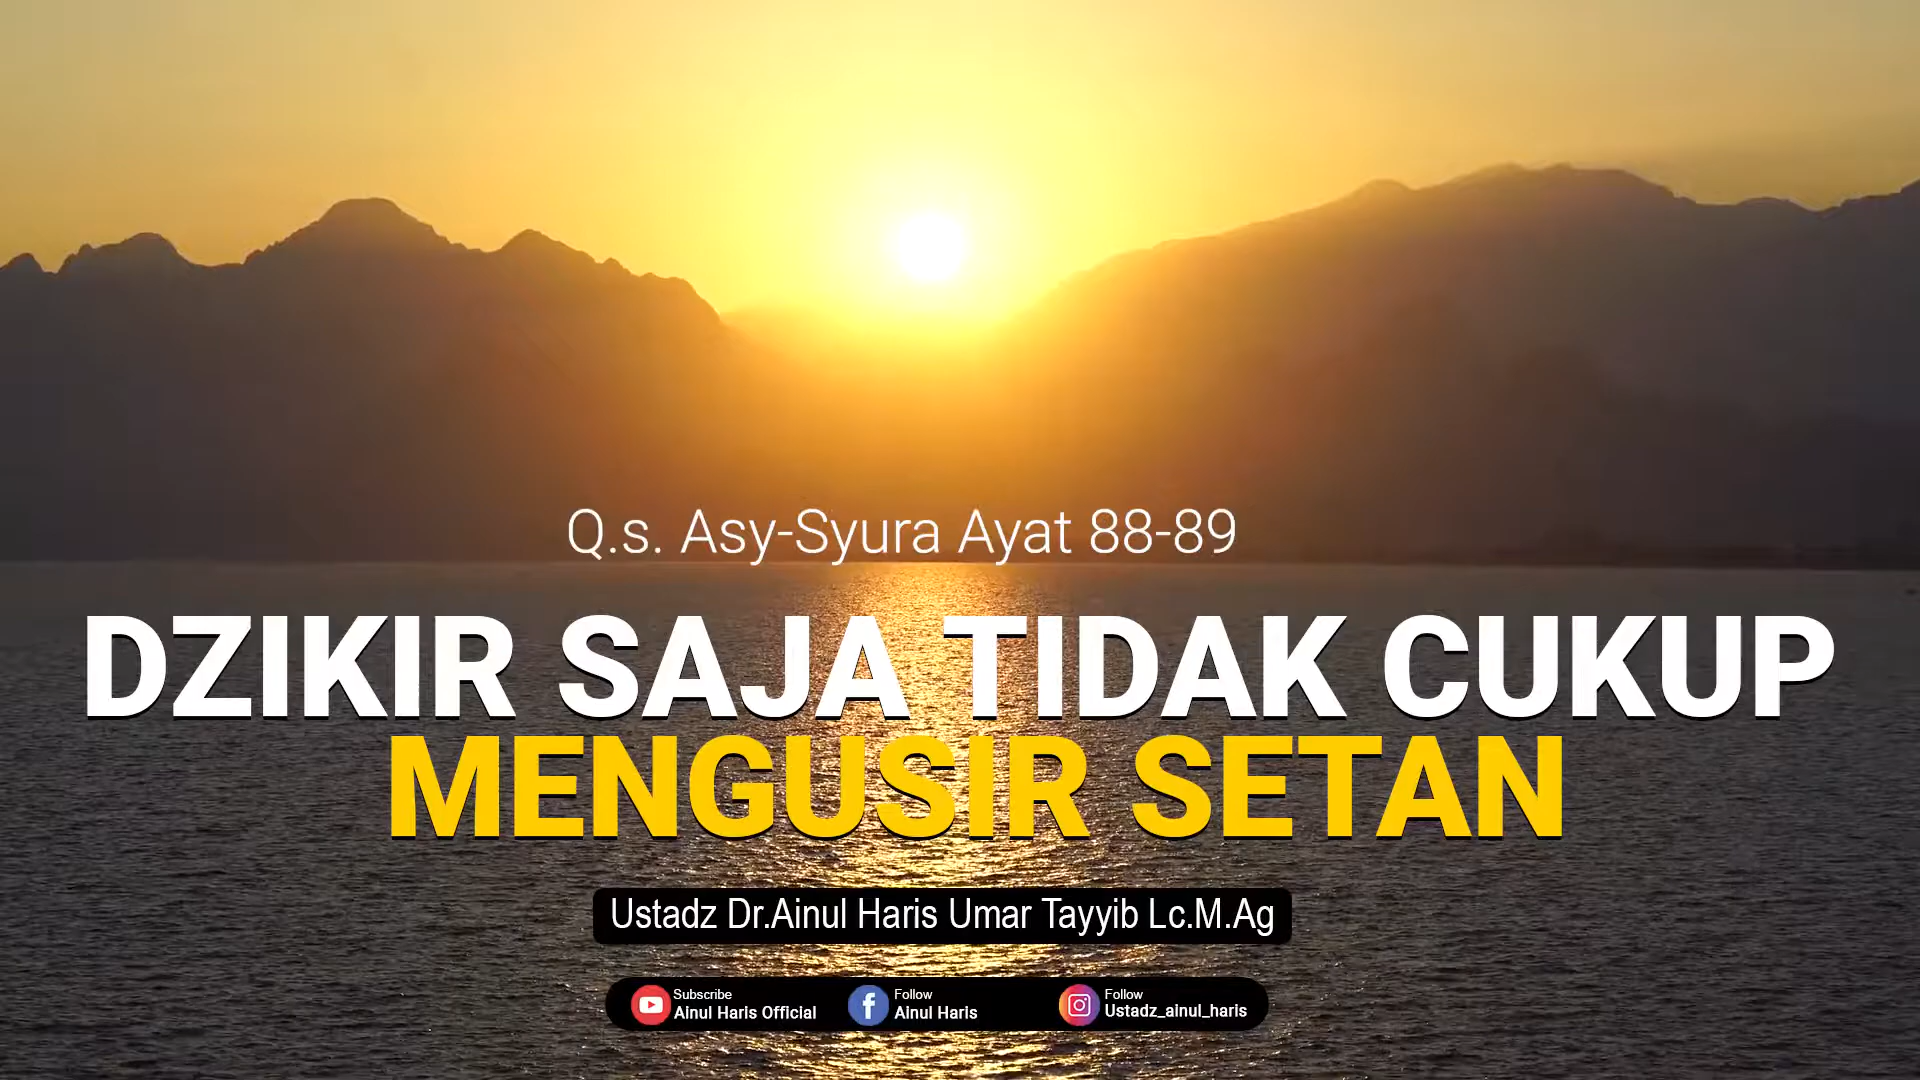 Q.s. Asy-Syura Ayat 88-89
DZIKIR SAJA TIDAK CUKUP
MENGUSIR SETAN
Ustadz Dr.Ainul Haris Umar Tayyib Lc.M.Ag
Subscribe
Ainul Haris Official
Follow
Ainul Haris
Follow
Ustadz_ainul_haris